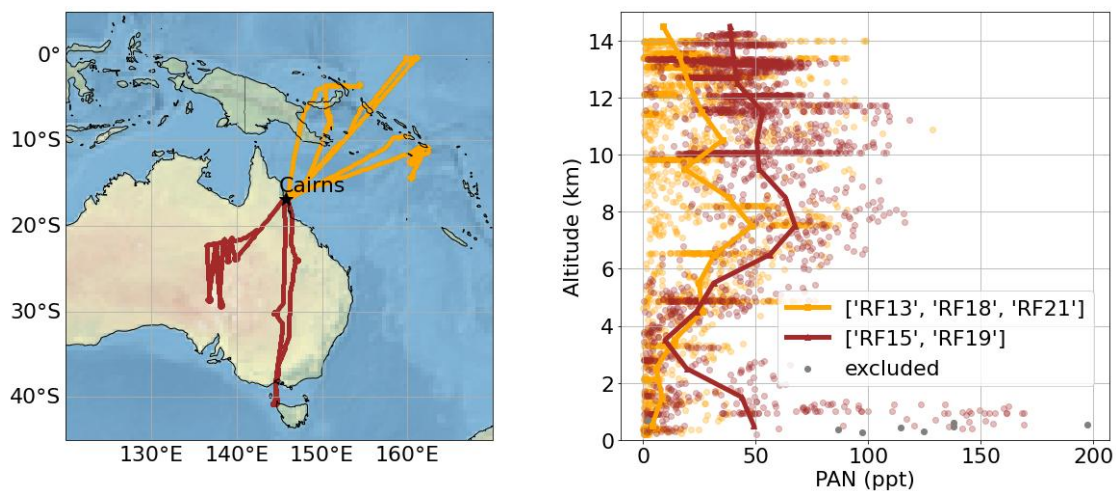 0°
10°S
20°S
30°S
40°S
130°E 140°E 150°E 160°E
Cairns
Altitude (km)
14
12
10
8
6
4
2
0
0 50 100 150 200
PAN (ppt)
['RF13', 'RF18', 'RF21']
['RF15', 'RF19']
excluded